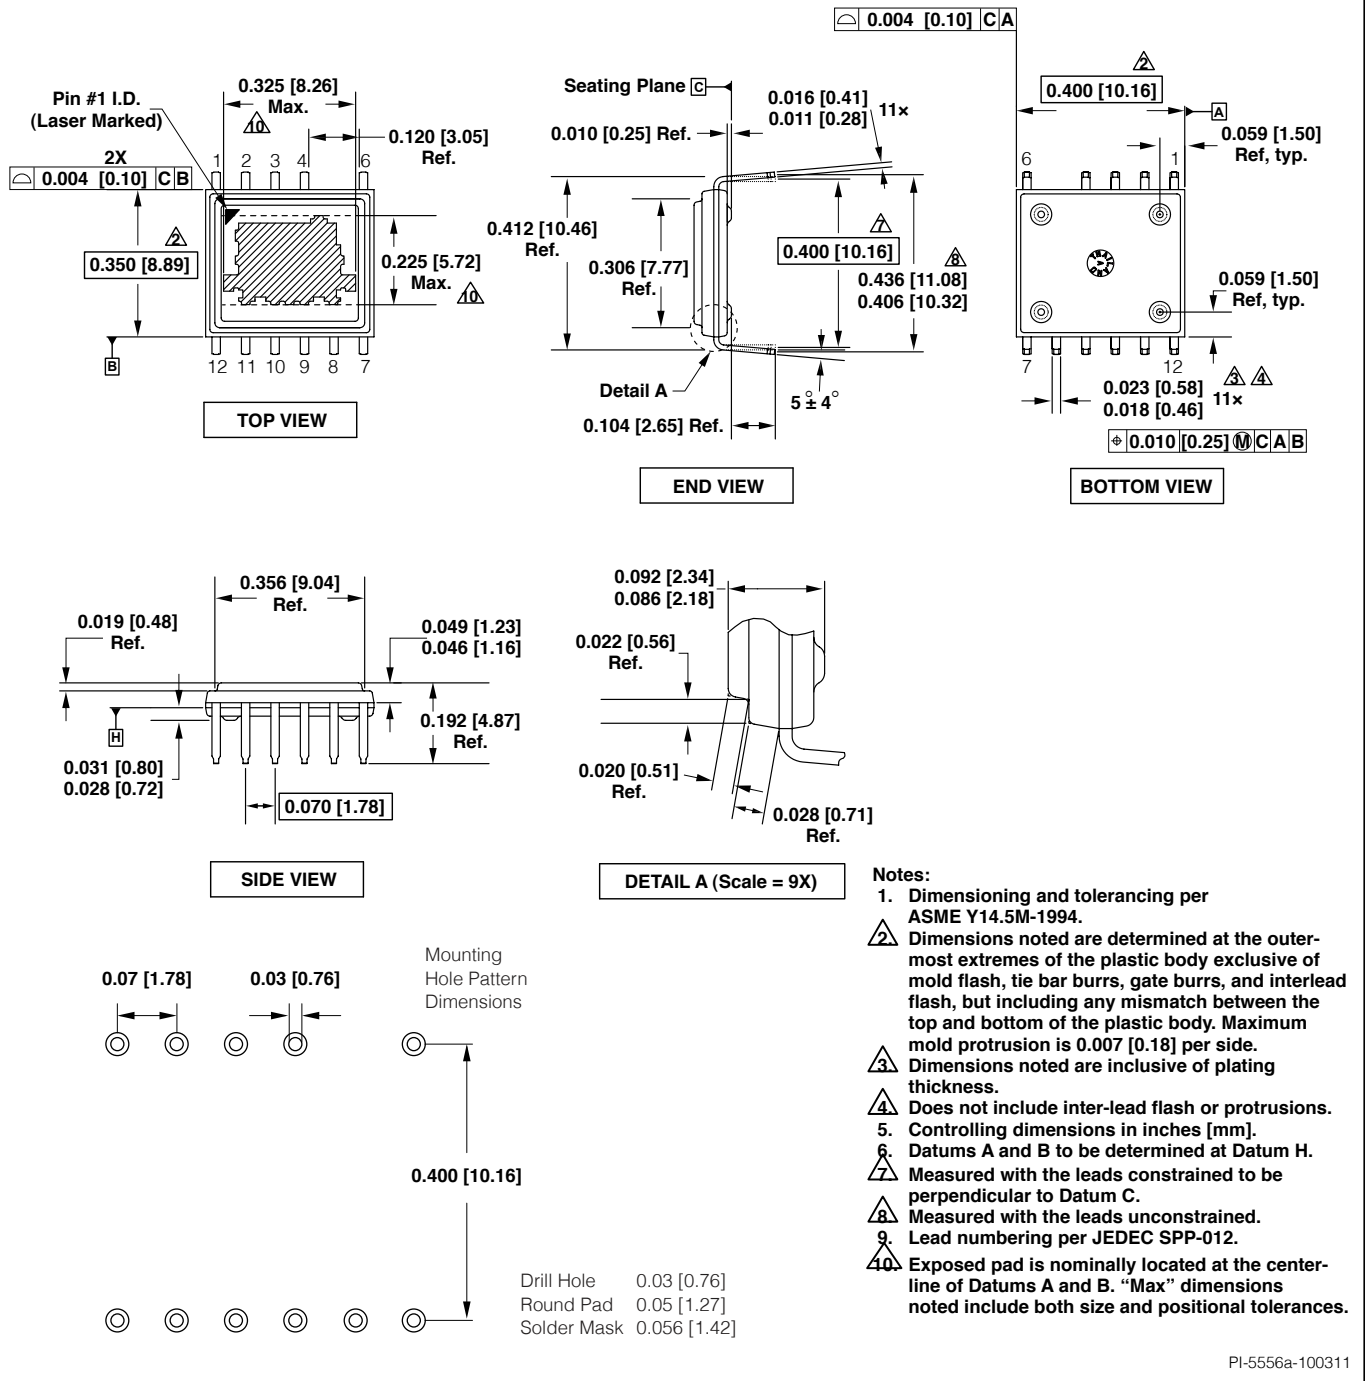 0.004 [0.10] C A
Pin #1 I.D.
(Laser Marked)
0.325 [8.26]
Max.
10
0.120 [3.05]
Ref.
2X
0.004 [0.10] C B
1 2 3 4 6
2
0.350 [8.89]
0.225 [5.72]
Max.
10
B
12 11 10 9 8 7
TOP VIEW
Seating Plane C
0.010 [0.25] Ref.
0.016 [0.41]
0.011 [0.28]
11×
0.412 [10.46]
Ref.
0.306 [7.77]
Ref.
7
0.400 [10.16]
8
0.436 [11.08]
0.406 [10.32]
Detail A
5 ± 4°
0.104 [2.65] Ref.
END VIEW
2
0.400 [10.16]
A
0.059 [1.50]
Ref, typ.
6 1
0.059 [1.50]
Ref, typ.
7 12
0.023 [0.58]
0.018 [0.46]
11×
3 4
0.010 [0.25] M C A B
BOTTOM VIEW
0.356 [9.04]
Ref.
0.019 [0.48]
Ref.
0.049 [1.23]
0.046 [1.16]
0.192 [4.87]
Ref.
H
0.031 [0.80]
0.028 [0.72]
0.070 [1.78]
SIDE VIEW
0.092 [2.34]
0.086 [2.18]
0.022 [0.56]
Ref.
0.020 [0.51]
Ref.
0.028 [0.71]
Ref.
DETAIL A (Scale = 9X)
Mounting
Hole Pattern
Dimensions
0.07 [1.78]
0.03 [0.76]
0.400 [10.16]
Drill Hole 0.03 [0.76]
Round Pad 0.05 [1.27]
Solder Mask 0.056 [1.42]
Notes:
1. Dimensioning and tolerancing per
ASME Y14.5M-1994.
2. Dimensions noted are determined at the outer-
most extremes of the plastic body exclusive of
mold flash, tie bar burrs, gate burrs, and interlead
flash, but including any mismatch between the
top and bottom of the plastic body. Maximum
mold protrusion is 0.007 [0.18] per side.
3. Dimensions noted are inclusive of plating
thickness.
4. Does not include inter-lead flash or protrusions.
5. Controlling dimensions in inches [mm].
6. Datums A and B to be determined at Datum H.
7. Measured with the leads constrained to be
perpendicular to Datum C.
8. Measured with the leads unconstrained.
9. Lead numbering per JEDEC SPP-012.
10. Exposed pad is nominally located at the center-
line of Datums A and B. “Max” dimensions
noted include both size and positional tolerances.
PI-5556a-100311